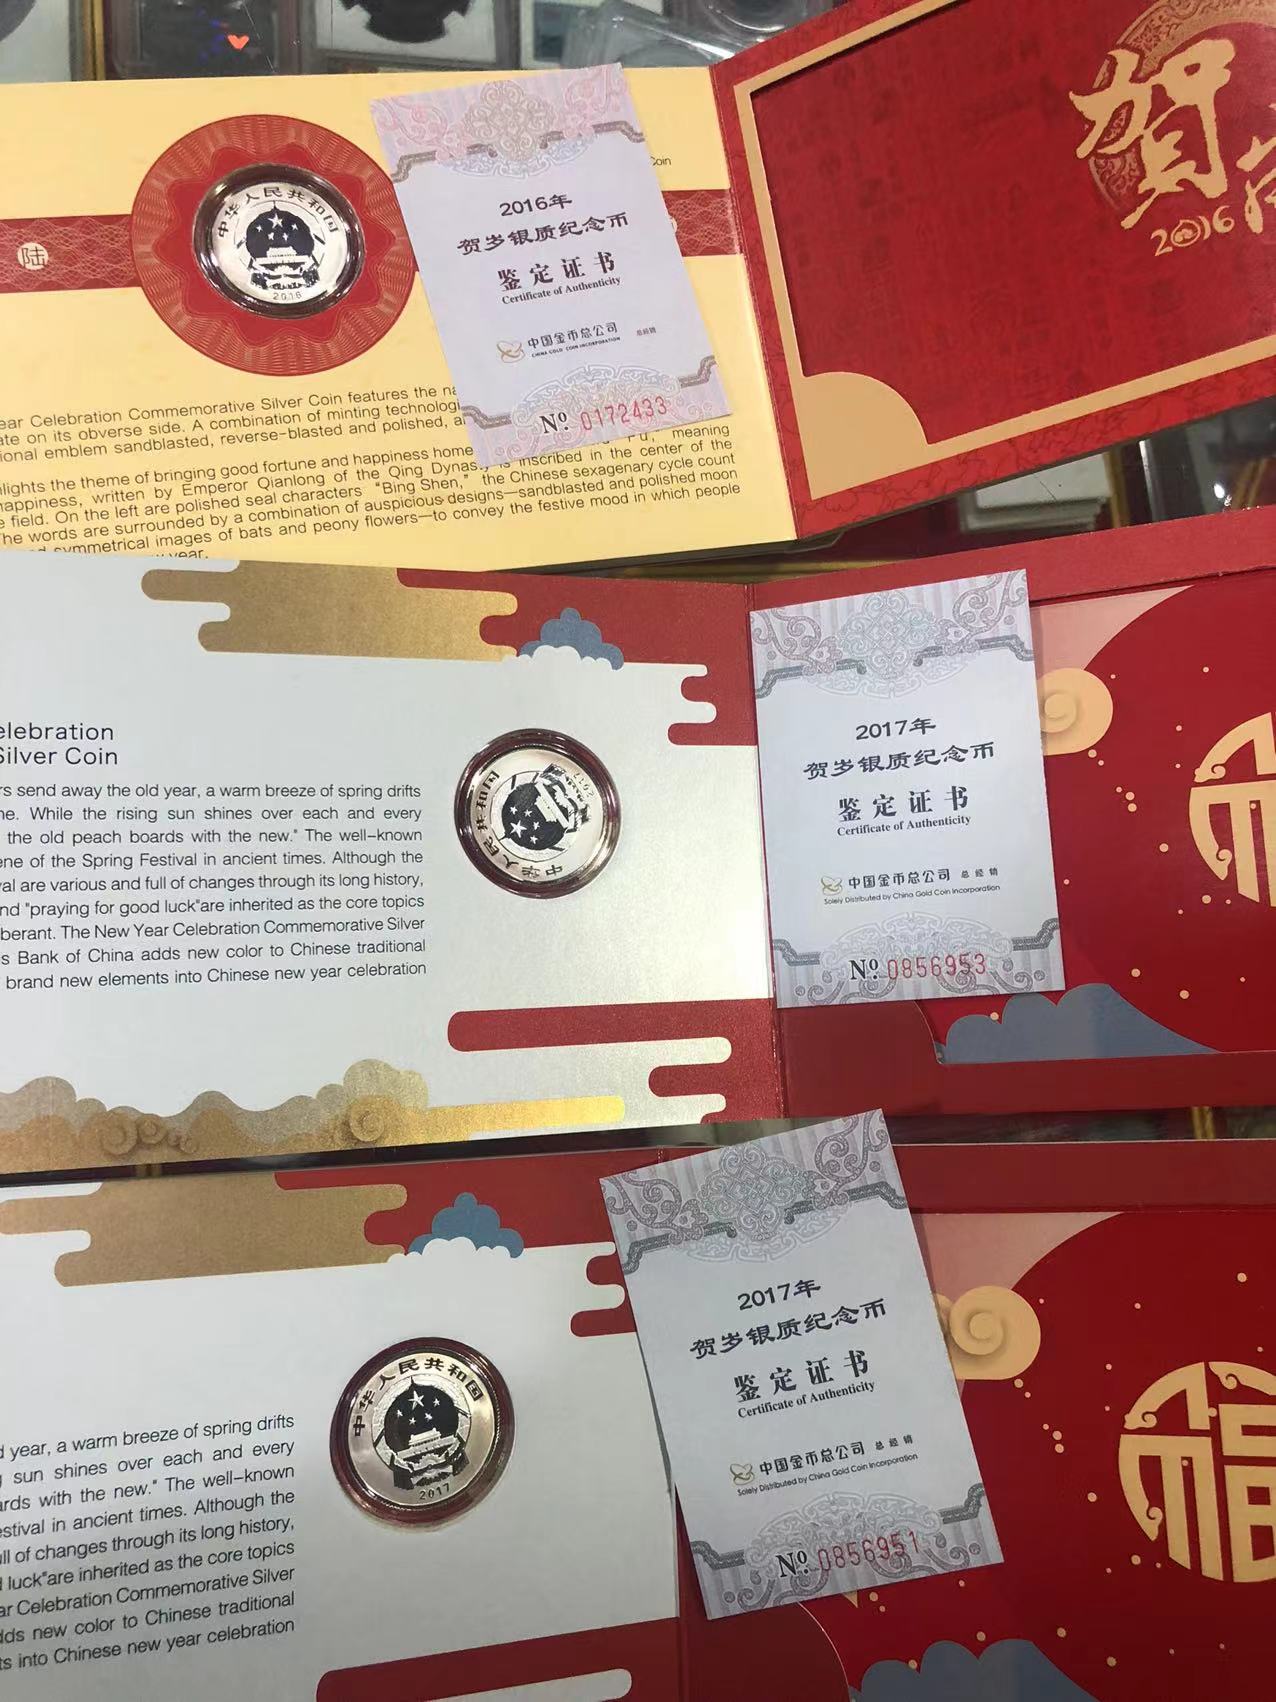 中华人民共和国
2016
陆
Coin
2016年
贺岁银质纪念币
鉴定证书
Certificate of Authenticity
中国金币总公司 总经销
CHINA GOLD COIN INCORPORATION
No. 0172433
贺
2016
ear Celebration Commemorative Silver Coin features the na
ate on its obverse side. A combination of minting technologi
ional emblem sandblasted, reverse-blasted and polished, a
hlights the theme of bringing good fortune and happiness home
"Fu," meaning
happiness, written by Emperor Qianlong of the Qing Dynasty is inscribed in the center of the
e field. On the left are polished seal characters "Bing Shen," the Chinese sexagenary cycle count
The words are surrounded by a combination of auspicious designs—sandblasted and polished moon
d symmetrical images of bats and peony flowers—to convey the festive mood in which people
year.
elebration
Silver Coin
rs send away the old year, a warm breeze of spring drifts
ne. While the rising sun shines over each and every
the old peach boards with the new." The well-known
ene of the Spring Festival in ancient times. Although the
val are various and full of changes through its long history,
nd "praying for good luck"are inherited as the core topics
berant. The New Year Celebration Commemorative Silver
s Bank of China adds new color to Chinese traditional
brand new elements into Chinese new year celebration
中华人民共和国
2017
2017年
贺岁银质纪念币
鉴定证书
Certificate of Authenticity
中国金币总公司 总经销
Solely Distributed by China Gold Coin Incorporation
No. 0856953
福
d year, a warm breeze of spring drifts
g sun shines over each and every
ards with the new." The well-known
estival in ancient times. Although the
ull of changes through its long history,
d luck"are inherited as the core topics
ar Celebration Commemorative Silver
dds new color to Chinese traditional
ts into Chinese new year celebration
中华人民共和国
2017
2017年
贺岁银质纪念币
鉴定证书
Certificate of Authenticity
中国金币总公司 总经销
Solely Distributed by China Gold Coin Incorporation
No. 0856951
福